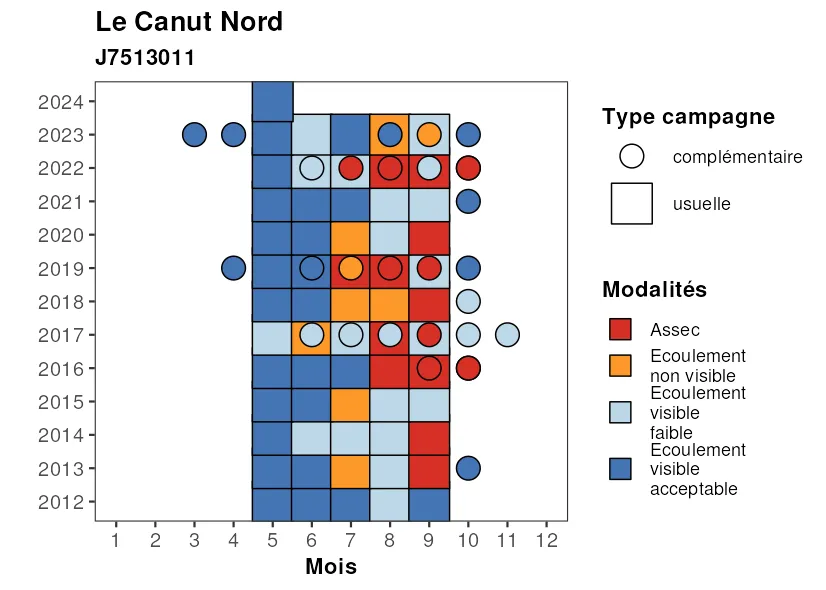 Le Canut Nord
J7513011
2024
2023
2022
2021
2020
2019
2018
2017
2016
2015
2014
2013
2012
1 2 3 4 5 6 7 8 9 10 11 12
Mois
Type campagne
complémentaire
usuelle
Modalités
Assec
Ecoulement
non visible
Ecoulement
visible
faible
Ecoulement
visible
acceptable